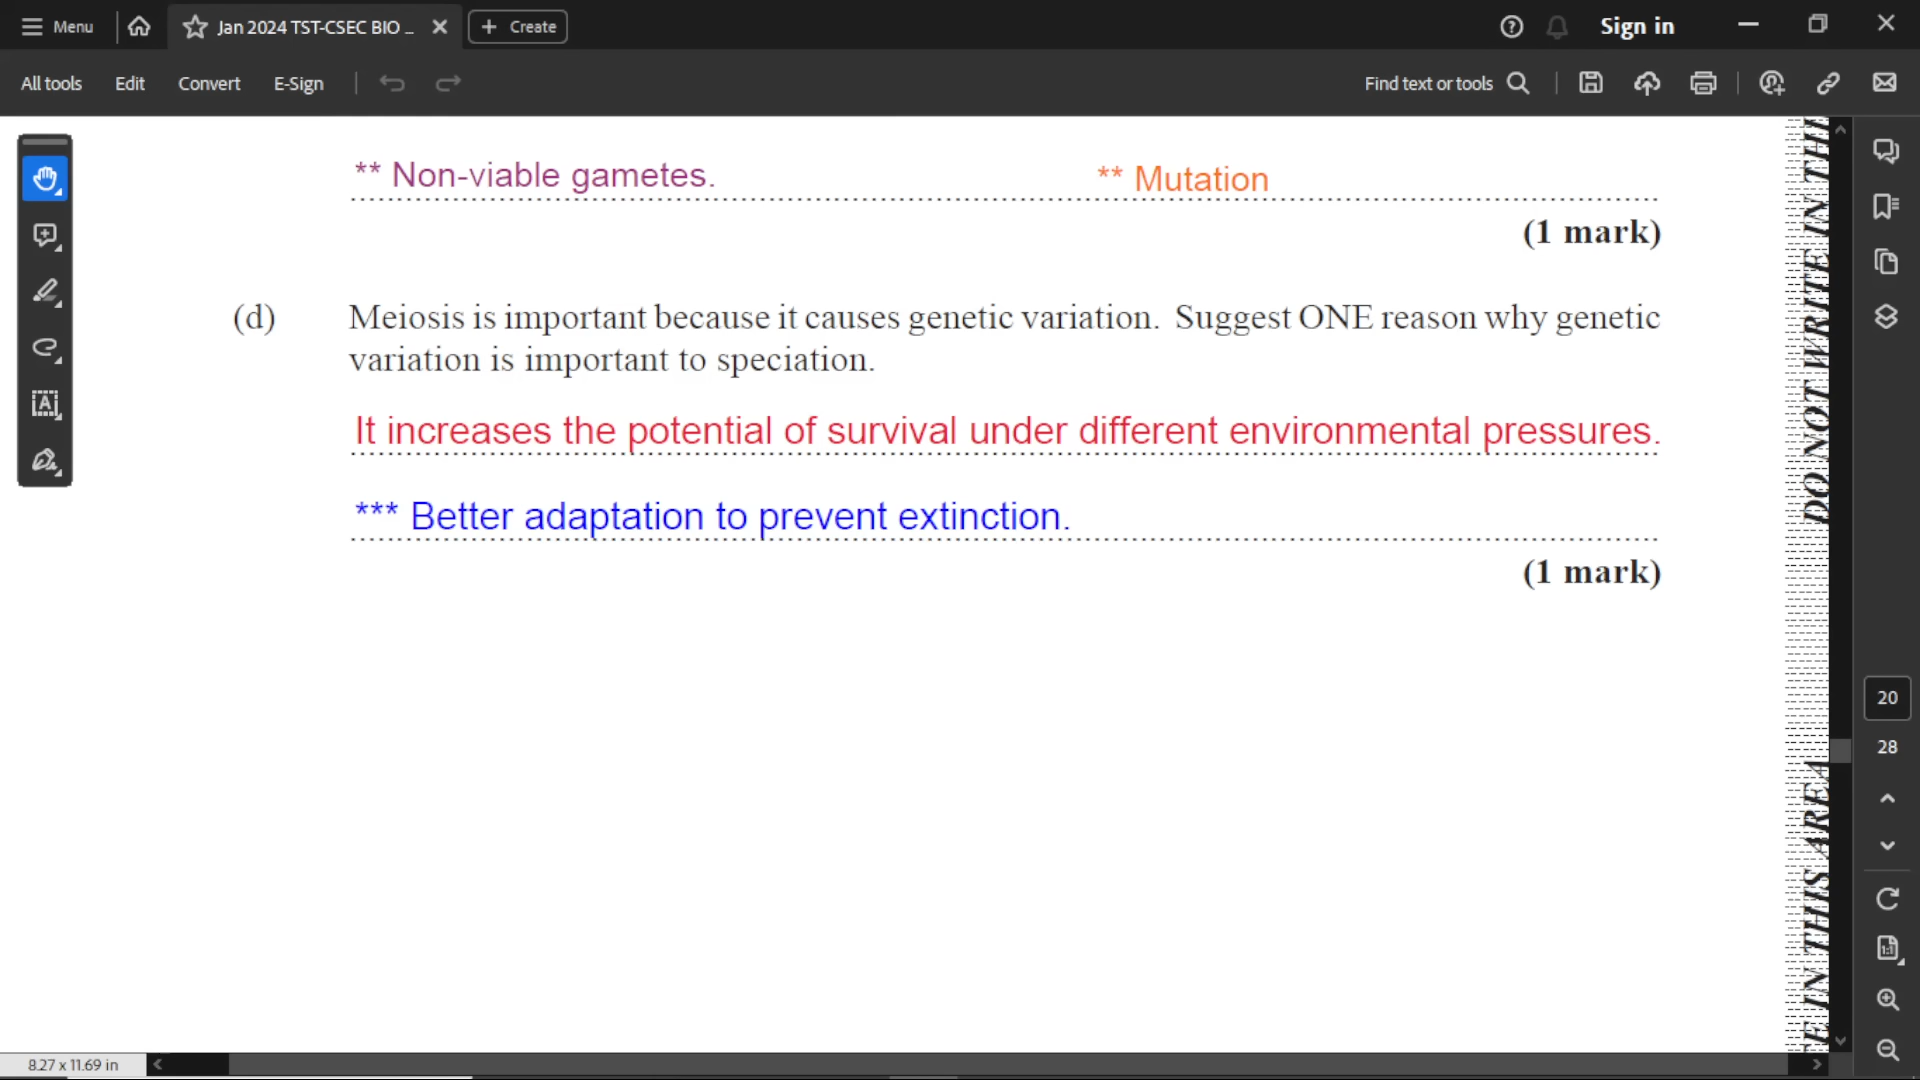 Menu
Jan 2024 TST-CSEC BIO _
Create
Sign in
All tools
Edit
Convert
E-Sign
Find text or tools
** Non-viable gametes.
** Mutation
(1 mark)
(d) Meiosis is important because it causes genetic variation. Suggest ONE reason why genetic
variation is important to speciation.
It increases the potential of survival under different environmental pressures.
*** Better adaptation to prevent extinction.
(1 mark)
DO NOT WRITE IN THI
E IN THIS AREA
20
28
8.27 x 11.69 in